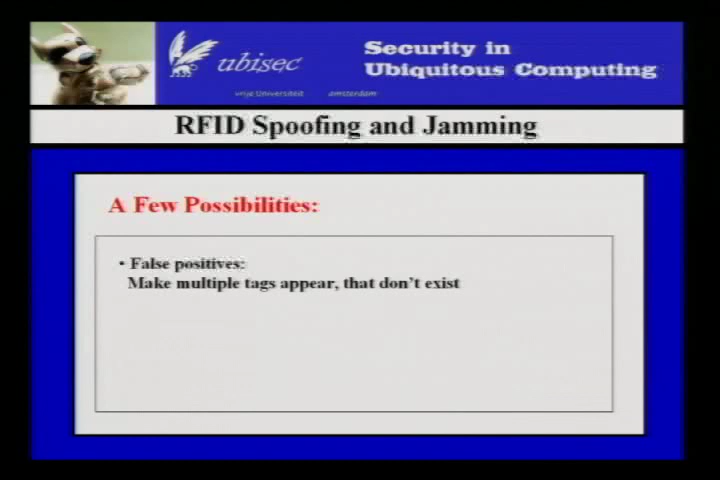 Security in
Ubiquitous Computing
ubisec
vrije Universiteit amsterdam
RFID Spoofing and Jamming
A Few Possibilities:
• False positives:
Make multiple tags appear, that don't exist